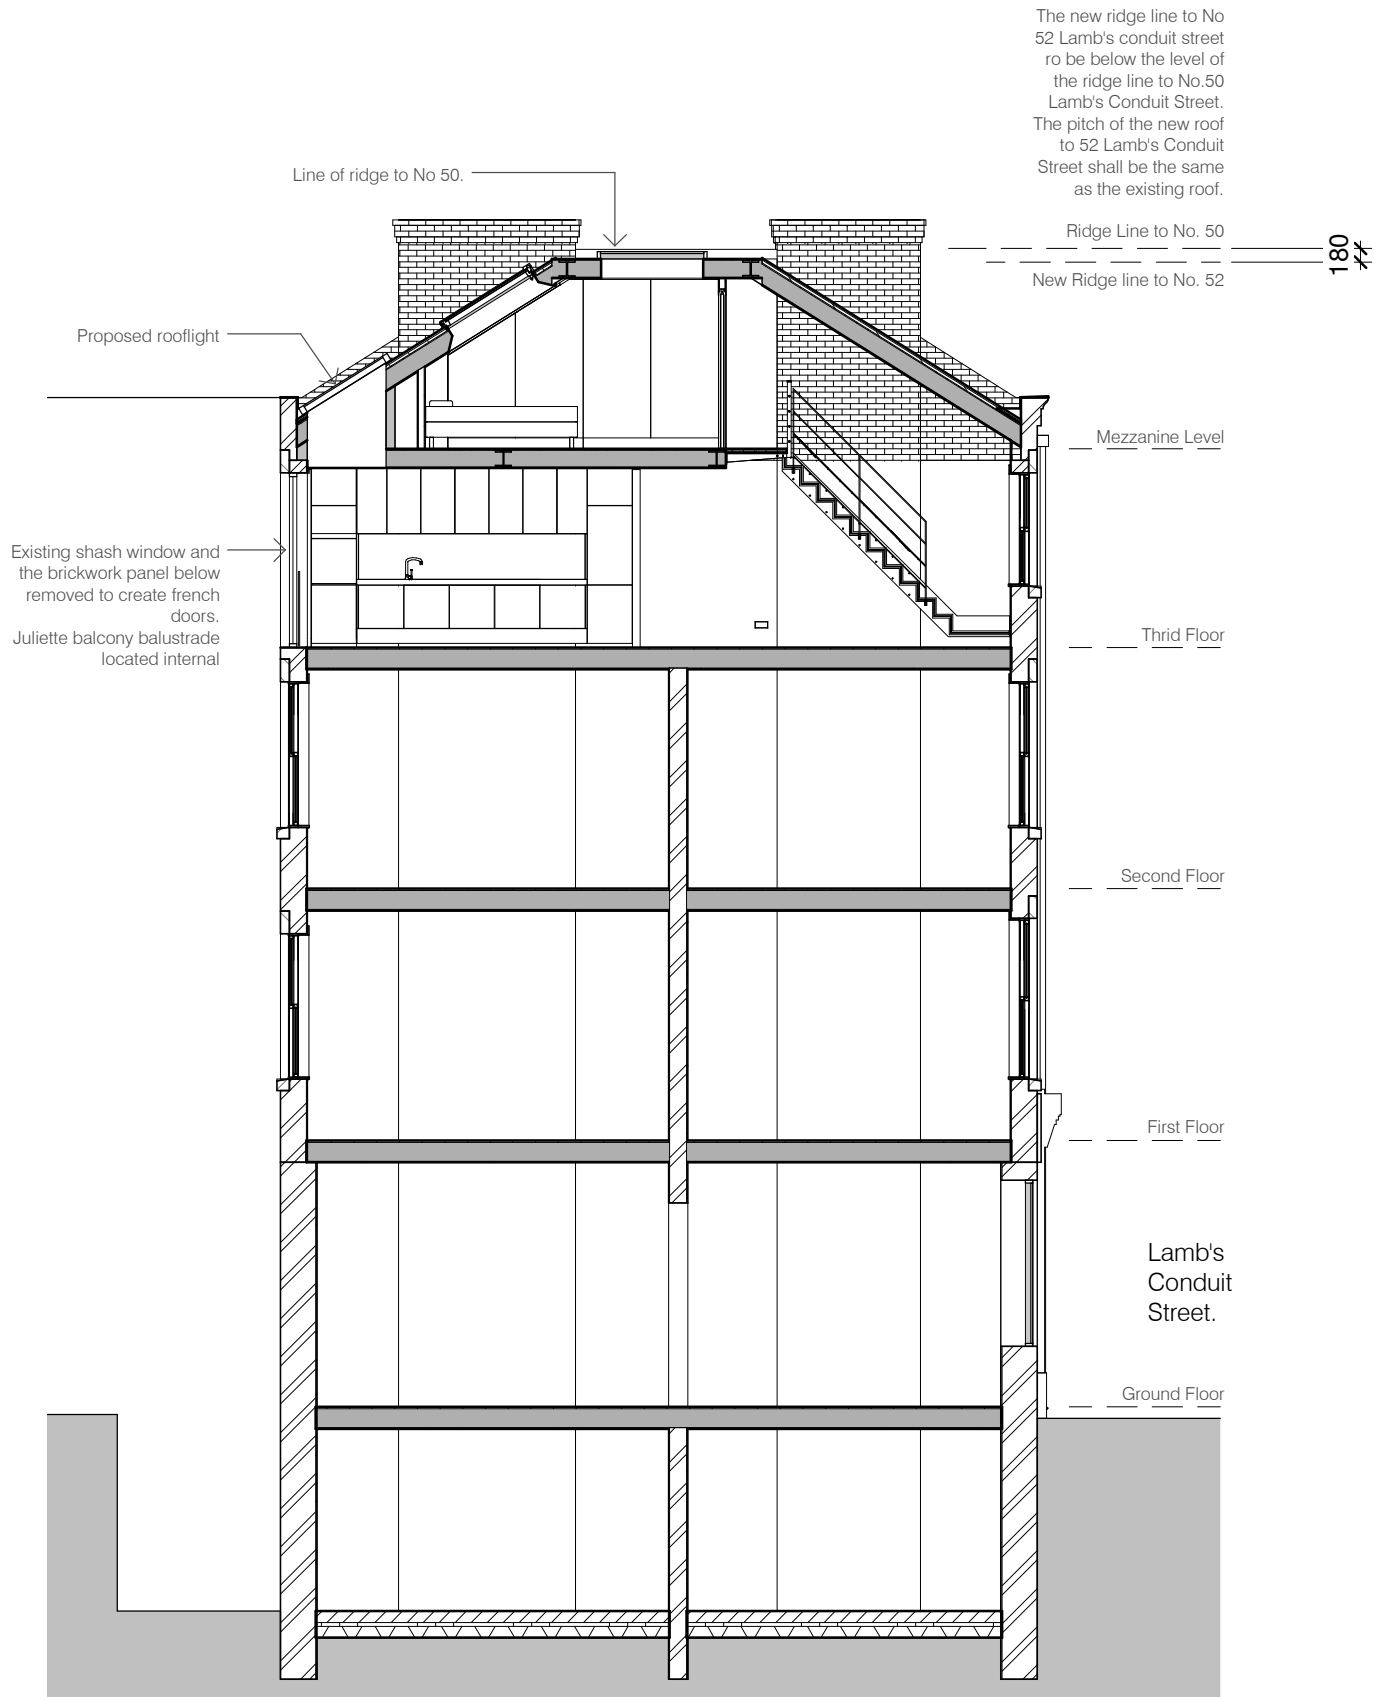 The new ridge line to No
52 Lamb's conduit street
ro be below the level of
the ridge line to No.50
Lamb's Conduit Street.
The pitch of the new roof
to 52 Lamb's Conduit
Street shall be the same
as the existing roof.
Line of ridge to No 50.
Ridge Line to No. 50
180
New Ridge line to No. 52
Proposed rooflight
Mezzanine Level
Existing shash window and
the brickwork panel below
removed to create french
doors.
Juliette balcony balustrade
located internal
Thrid Floor
Second Floor
First Floor
Lamb's
Conduit
Street.
Ground Floor